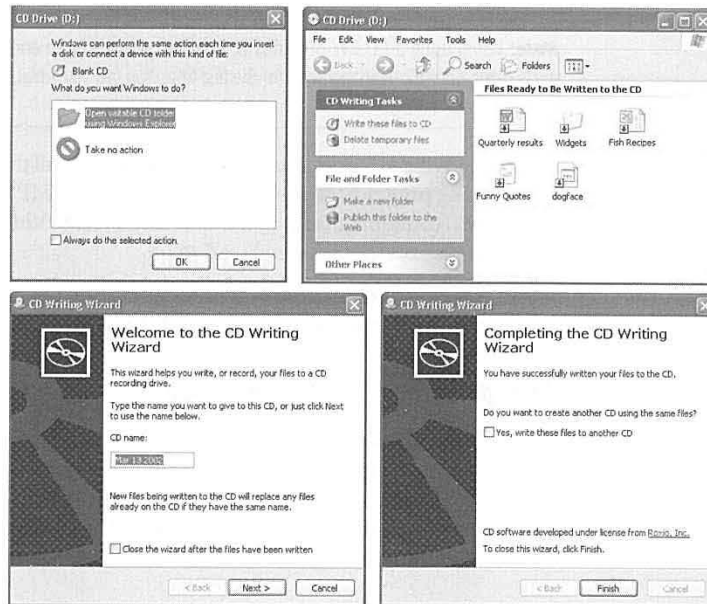 CD Drive (D:)
Windows can perform the same action each time you insert
a disk or connect a device with this kind of file:
Blank CD
What do you want Windows to do?
Open writable CD folder
using Windows Explorer
Take no action
Always do the selected action.
OK Cancel
CD Drive (D:)
File Edit View Favorites Tools Help
Back Search Folders
CD Writing Tasks
Write these files to CD
Delete temporary files
File and Folder Tasks
Make a new folder
Publish this folder to the
Web
Other Places
Files Ready to Be Written to the CD
Quarterly results Widgets Fish Recipes
Funny Quotes dogface
CD Writing Wizard
Welcome to the CD Writing
Wizard
This wizard helps you write, or record, your files to a CD
recording drive.
Type the name you want to give to this CD, or just click Next
to use the name below.
CD name:
Mar 13 2002
New files being written to the CD will replace any files
already on the CD if they have the same name.
Close the wizard after the files have been written
< Back Next > Cancel
CD Writing Wizard
Completing the CD Writing
Wizard
You have successfully written your files to the CD.
Do you want to create another CD using the same files?
Yes, write these files to another CD
CD software developed under license from Roxio, Inc.
To close this wizard, click Finish.
< Back Finish Cancel